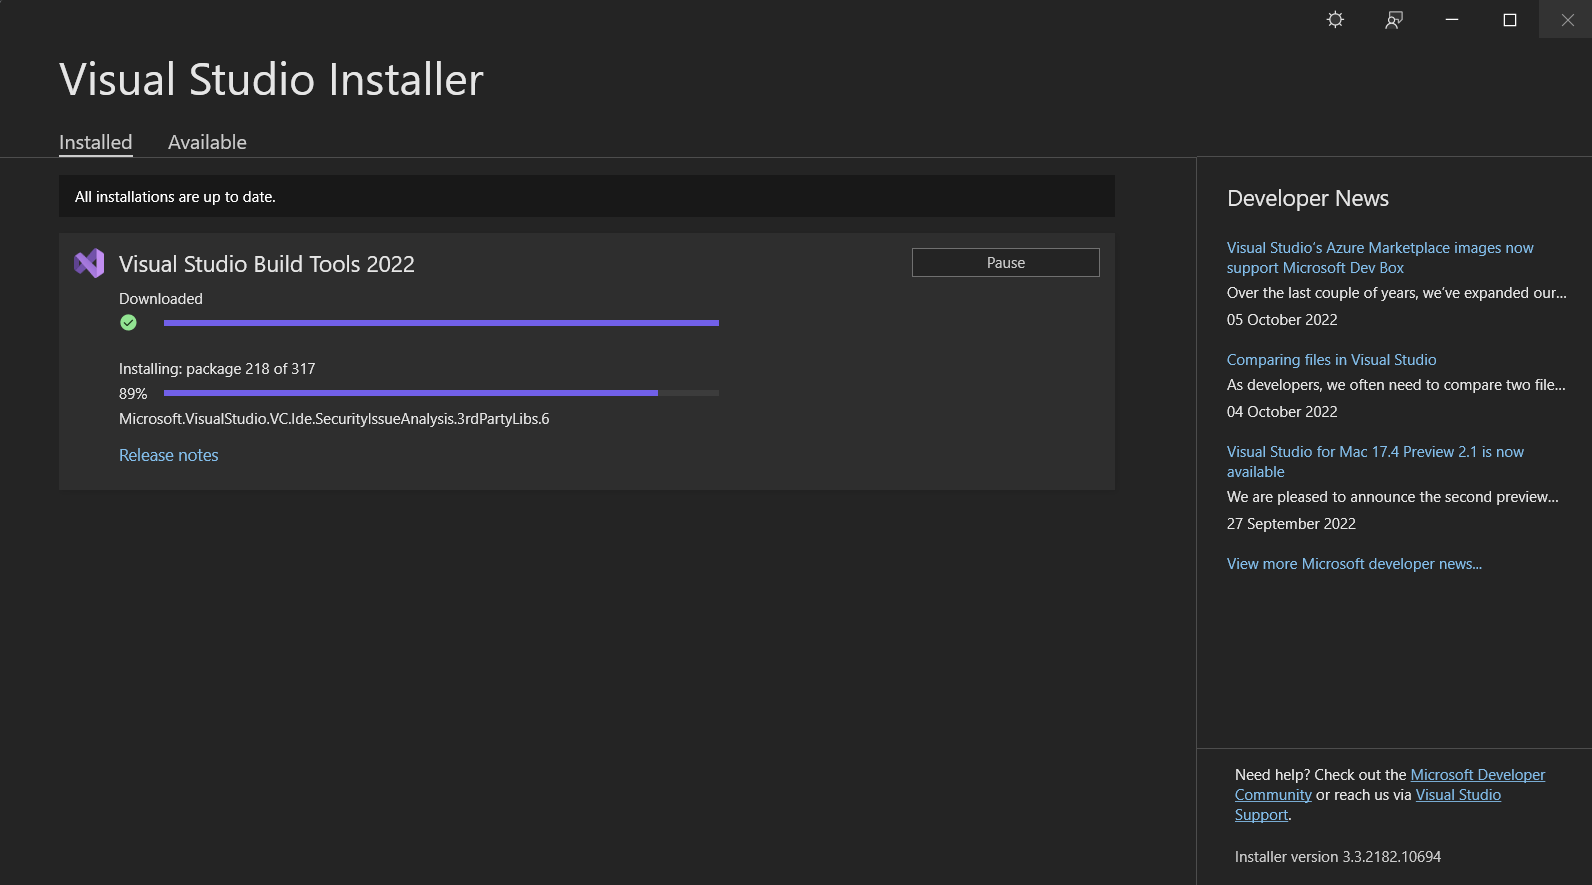 Visual Studio Installer
Installed
Available
All installations are up to date.
Visual Studio Build Tools 2022
Pause
Downloaded
Installing: package 218 of 317
89%
Microsoft.VisualStudio.VC.Ide.SecurityIssueAnalysis.3rdPartyLibs.6
Release notes
Developer News
Visual Studio’s Azure Marketplace images now
support Microsoft Dev Box
Over the last couple of years, we’ve expanded our...
05 October 2022
Comparing files in Visual Studio
As developers, we often need to compare two file...
04 October 2022
Visual Studio for Mac 17.4 Preview 2.1 is now
available
We are pleased to announce the second preview...
27 September 2022
View more Microsoft developer news...
Need help? Check out the Microsoft Developer
Community or reach us via Visual Studio
Support.
Installer version 3.3.2182.10694